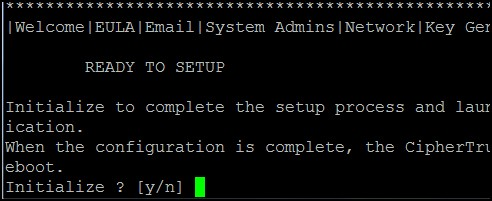 **************************************************
|Welcome|EULA|Email|System Admins|Network|Key Ger
READY TO SETUP
Initialize to complete the setup process and laun
ication.
When the configuration is complete, the CipherTru
eboot.
Initialize ? [y/n]